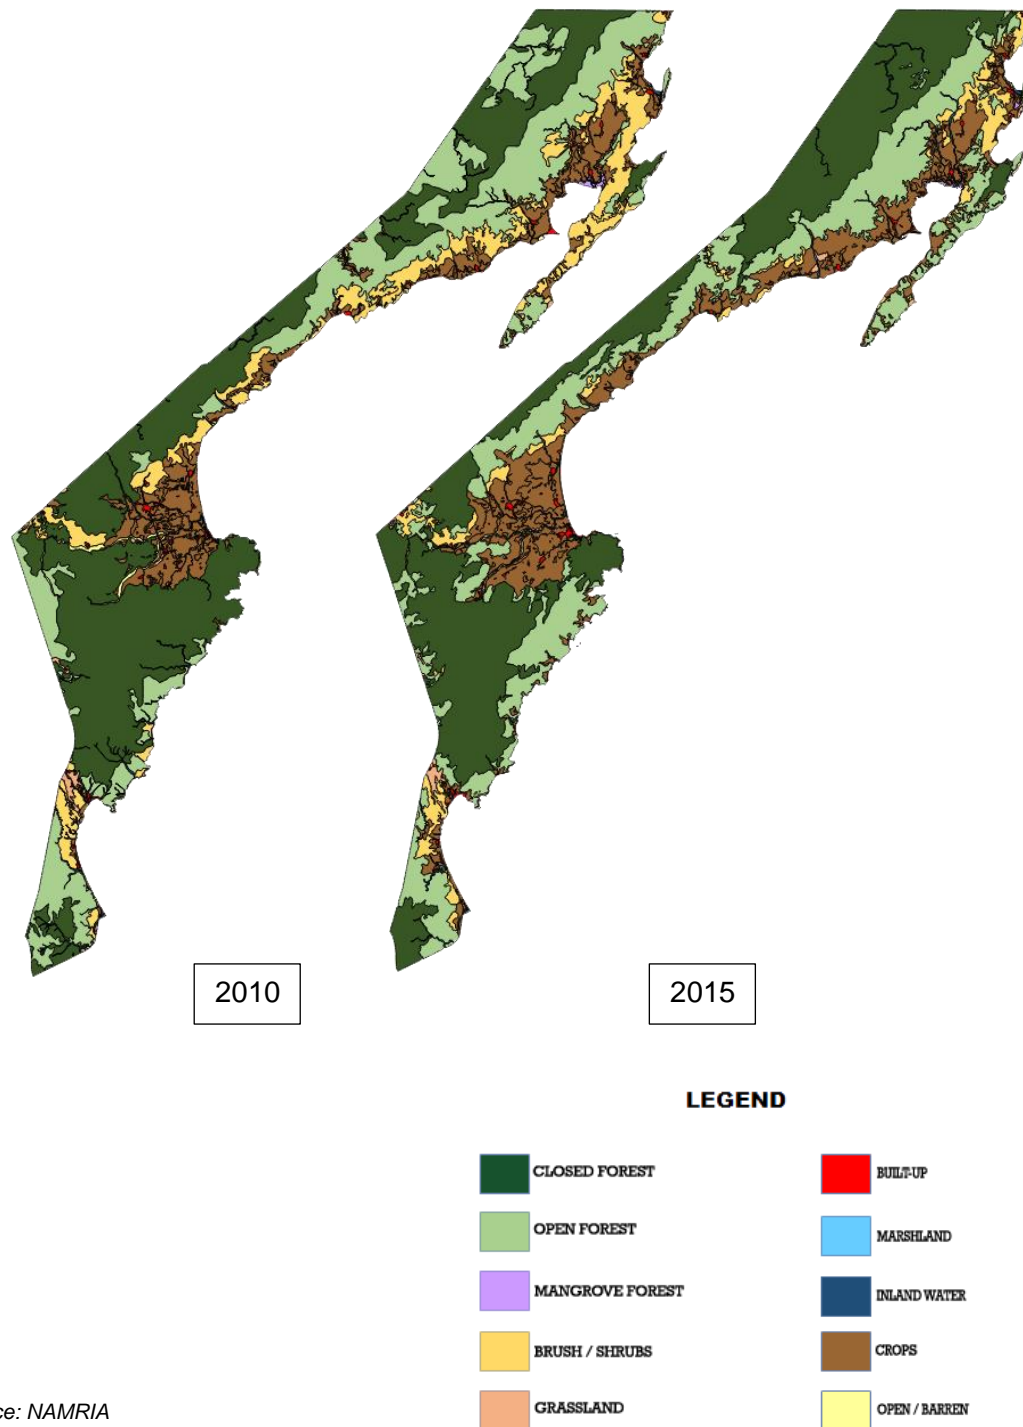 2010
2015
LEGEND
CLOSED FOREST
BUILT-UP
OPEN FOREST
MARSHLAND
MANGROVE FOREST
INLAND WATER
BRUSH / SHRUBS
CROPS
GRASSLAND
OPEN / BARREN
ce: NAMRIA